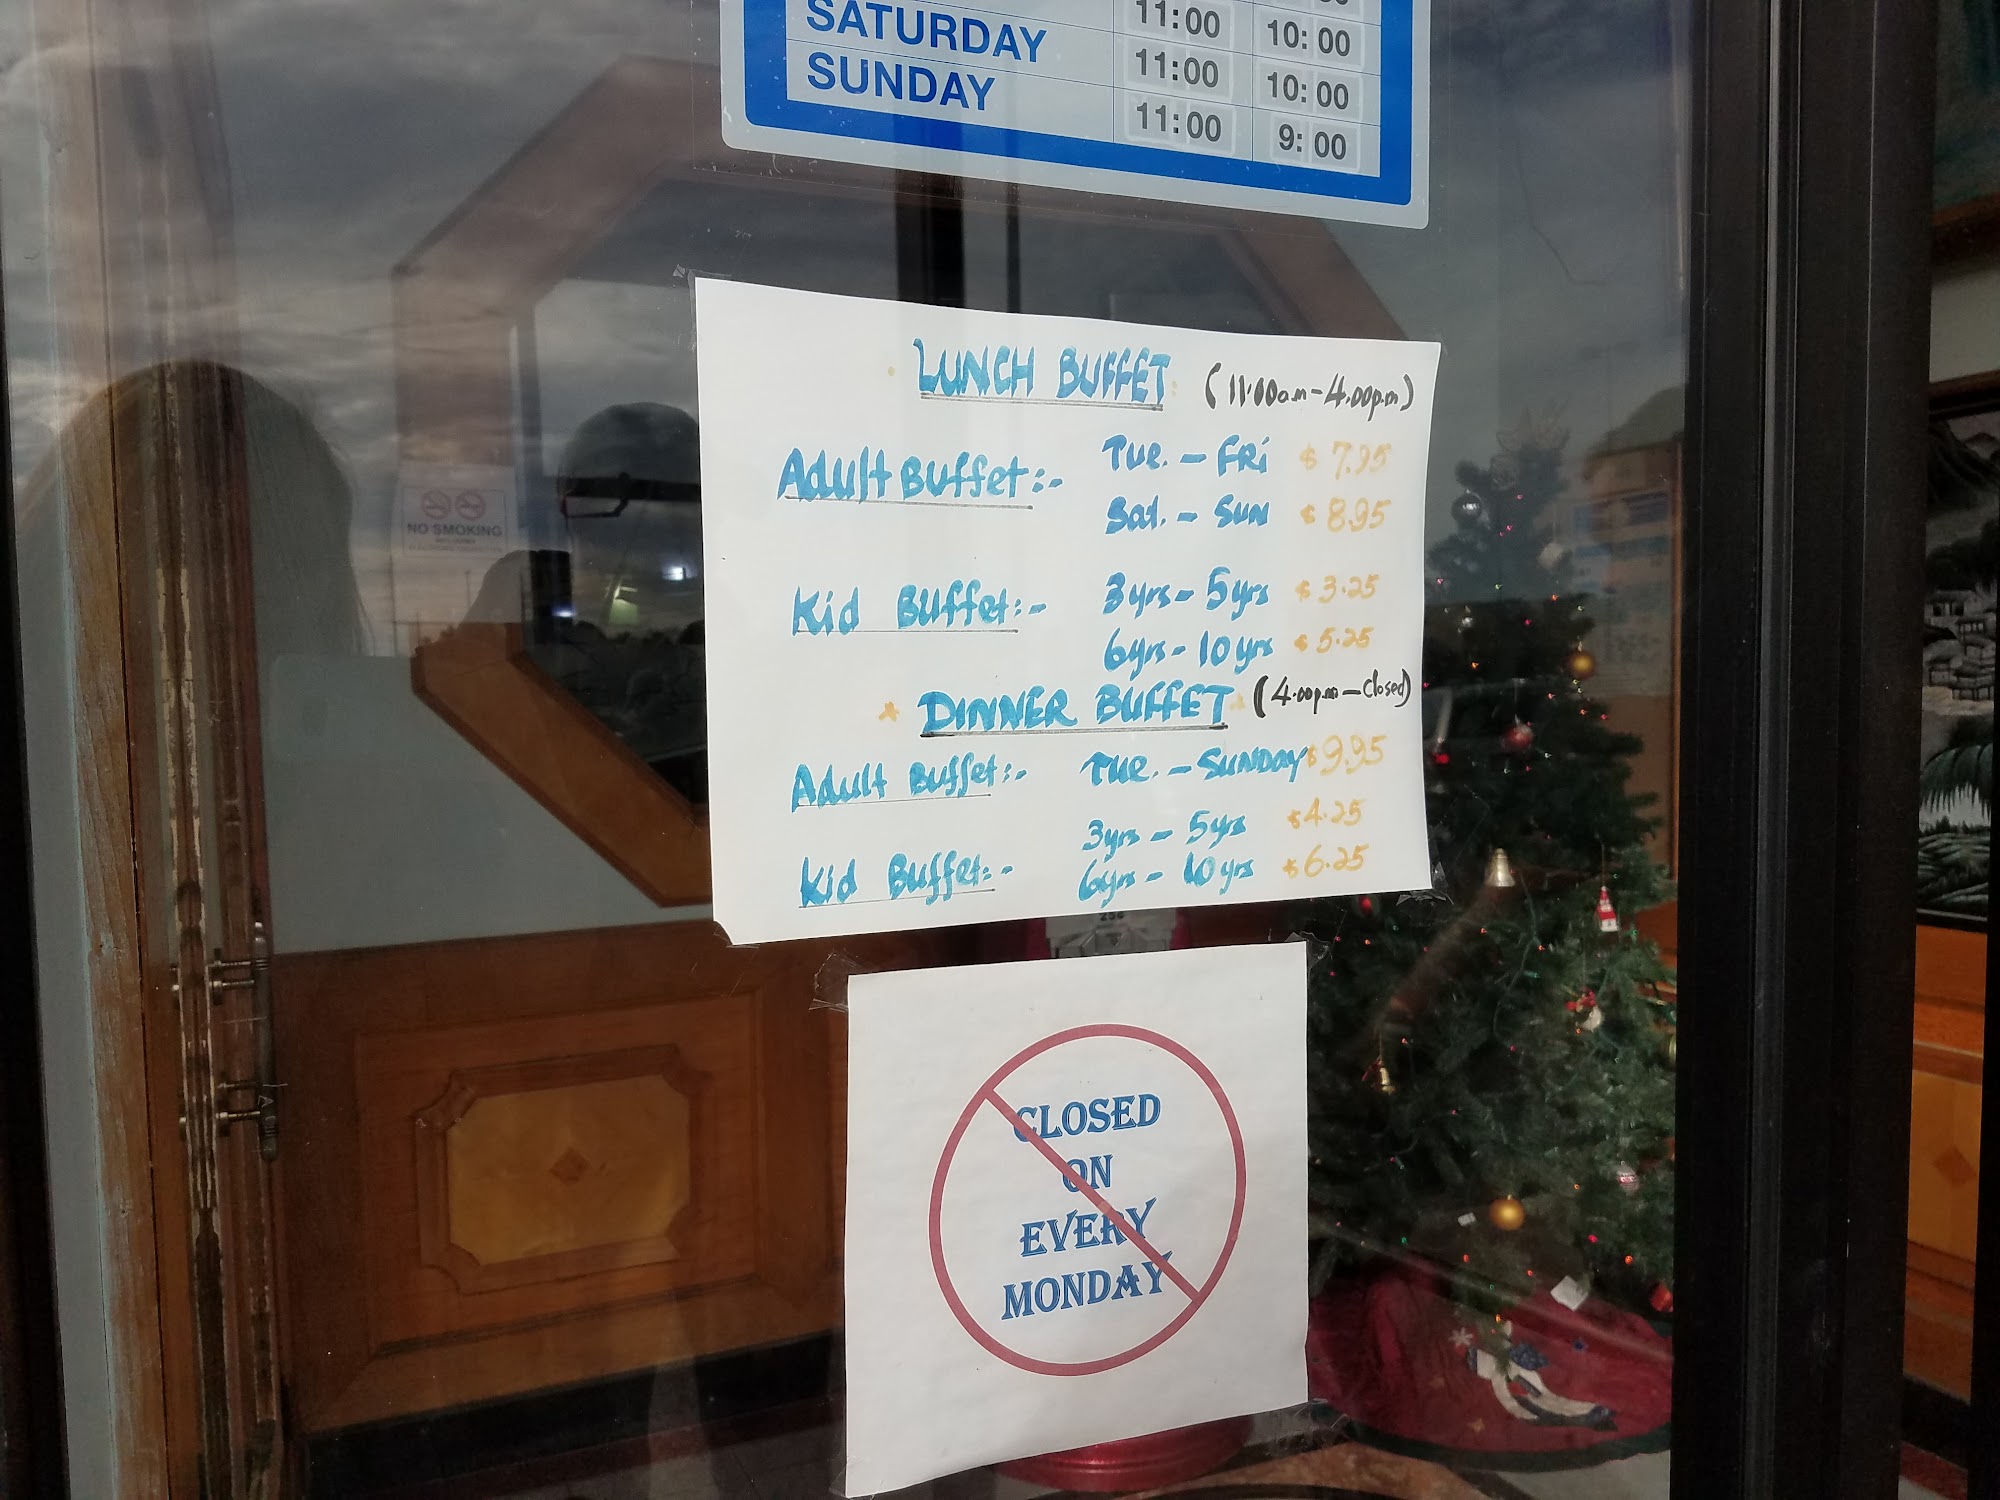 11:00 10:00
SATURDAY 11:00 10:00
SUNDAY 11:00 9:00
LUNCH BUFFET (11.00a.m - 4.00p.m)
Adult Buffet:- Tue. - Fri $ 7.95
Sat. - Sun $ 8.95
Kid Buffet:- 3yrs - 5yrs $ 3.25
6yrs - 10yrs $ 5.25
* DINNER BUFFET (4.00p.m - Closed)
Adult Buffet:- Tue. - SUNDAY $9.95
3yrs - 5yrs $4.25
Kid Buffet:- 6yrs - 10yrs $6.25
25¢
CLOSED
ON
EVERY
MONDAY
NO SMOKING